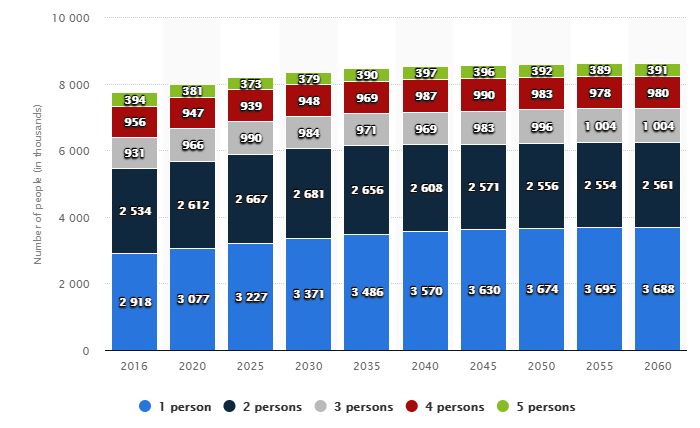 10 000
8 000
6 000
4 000
2 000
0
Number of people (in thousands)
394 381 373 379 390 397 396 392 389 391
956 947 939 948 969 987 990 983 978 980
931 966 990 984 971 969 983 996 1 004 1 004
2 534 2 612 2 667 2 681 2 656 2 608 2 571 2 556 2 554 2 561
2 918 3 077 3 227 3 371 3 486 3 570 3 630 3 674 3 695 3 688
2016 2020 2025 2030 2035 2040 2045 2050 2055 2060
1 person 2 persons 3 persons 4 persons 5 persons